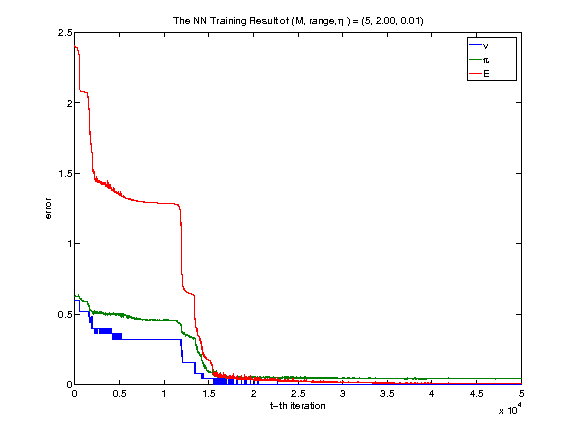 The NN Training Result of (M, range,η ) = (5, 2.00, 0.01)
2.5
2
1.5
1
0.5
0
error
ν
π
E
0 0.5 1 1.5 2 2.5 3 3.5 4 4.5 5
x 10^4
t-th iteration